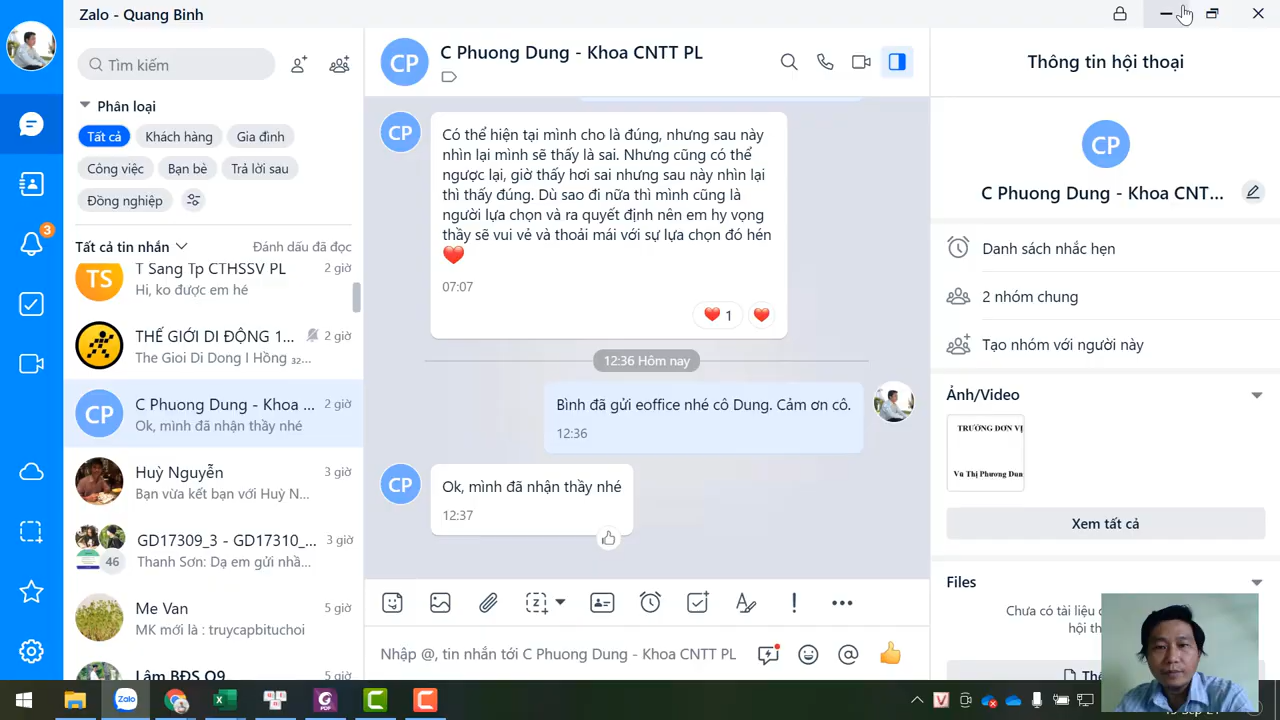 Zalo - Quang Binh
Tìm kiếm
Phân loại
Tất cả
Khách hàng
Gia đình
Công việc
Bạn bè
Trả lời sau
Đồng nghiệp
Tất cả tin nhắn
Đánh dấu đã đọc
3
TS
T Sang Tp CTHSSV PL
2 giờ
Hi, ko được em hé
THẾ GIỚI DI ĐỘNG 1...
2 giờ
The Gioi Di Dong I Hồng ₃₂...
CP
C Phuong Dung - Khoa ...
2 giờ
Ok, mình đã nhận thầy nhé
Huỳ Nguyễn
3 giờ
Bạn vừa kết bạn với Huỳ N...
46
GD17309_3 - GD17310_...
3 giờ
Thanh Sơn: Dạ em gửi nhầ...
Me Van
5 giờ
MK mới là : truycapbituchoi
Lâm BĐS Q9
5 giờ
CP
C Phuong Dung - Khoa CNTT PL
CP
Có thể hiện tại mình cho là đúng, nhưng sau này
nhìn lại mình sẽ thấy là sai. Nhưng cũng có thể
ngược lại, giờ thấy hơi sai nhưng sau này nhìn lại
thì thấy đúng. Dù sao đi nữa thì mình cũng là
người lựa chọn và ra quyết định nên em hy vọng
thầy sẽ vui vẻ và thoải mái với sự lựa chọn đó hén
❤️
07:07
❤️ 1
❤️
12:36 Hôm nay
Bình đã gửi eoffice nhé cô Dung. Cảm ơn cô.
12:36
CP
Ok, mình đã nhận thầy nhé
12:37
Nhập @, tin nhắn tới C Phuong Dung - Khoa CNTT PL
Thông tin hội thoại
CP
C Phuong Dung - Khoa CNT...
Danh sách nhắc hẹn
2 nhóm chung
Tạo nhóm với người này
Ảnh/Video
TRƯỞNG ĐƠN VỊ
Vũ Thị Phương Dun
Xem tất cả
Files
Chưa có tài liệu